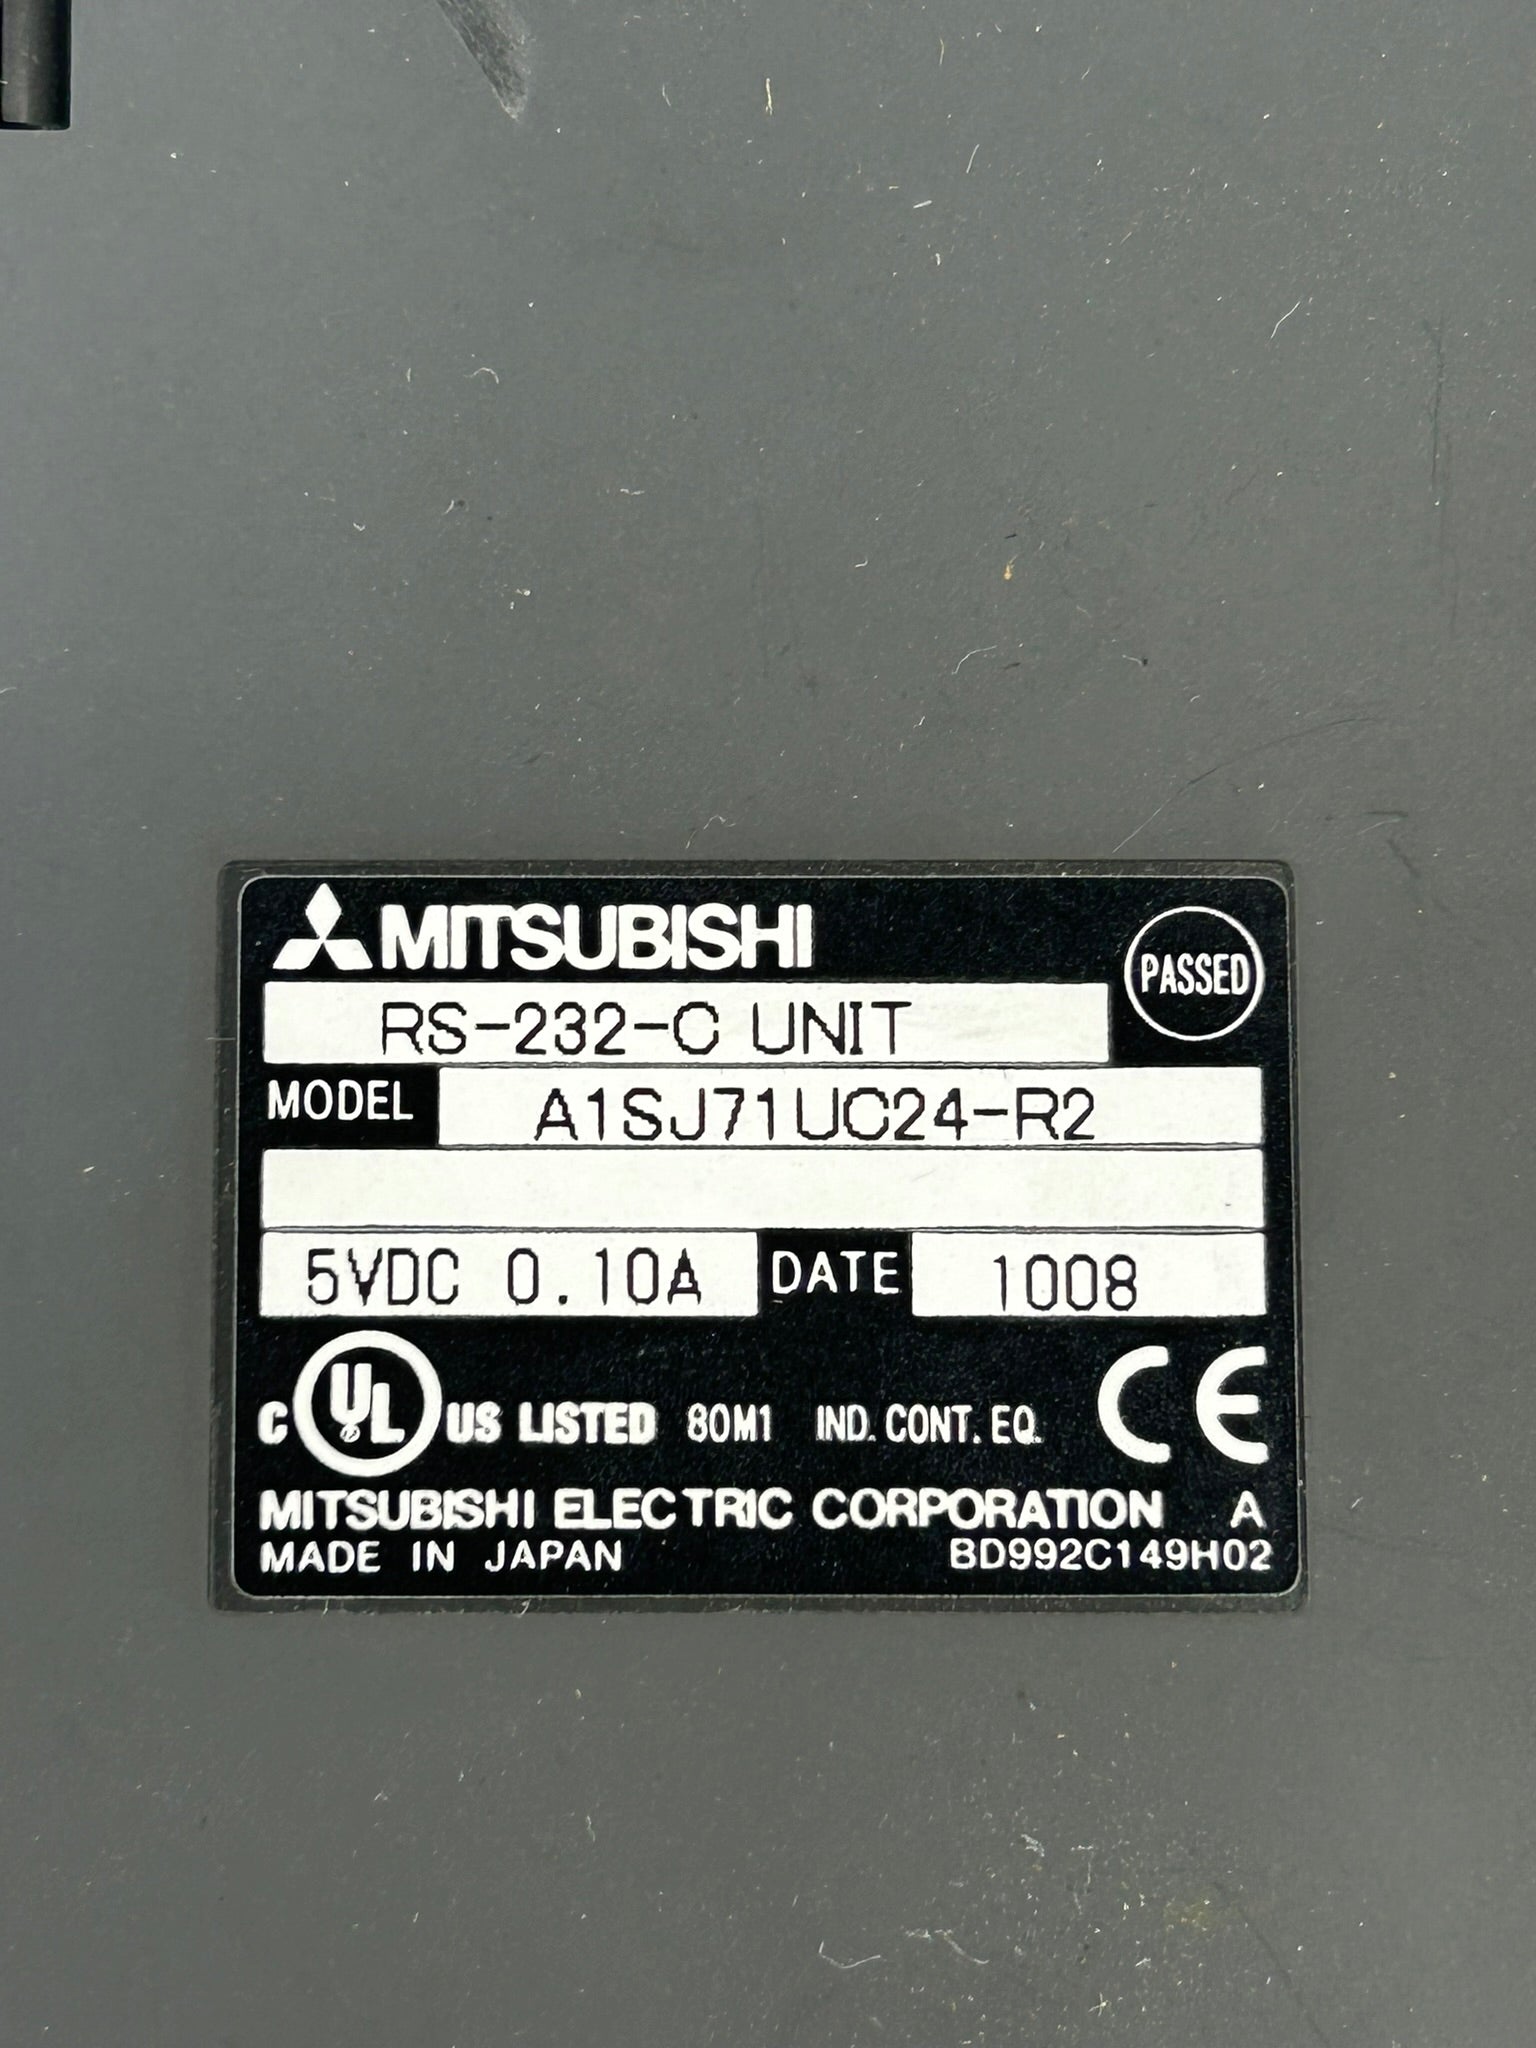 MITSUBISHI
PASSED
RS-232-C UNIT
MODEL A1SJ71UC24-R2
5VDC 0.10A DATE 1008
C UL US LISTED 80M1 IND. CONT. EQ. CE
MITSUBISHI ELECTRIC CORPORATION A
MADE IN JAPAN BD992C149H02